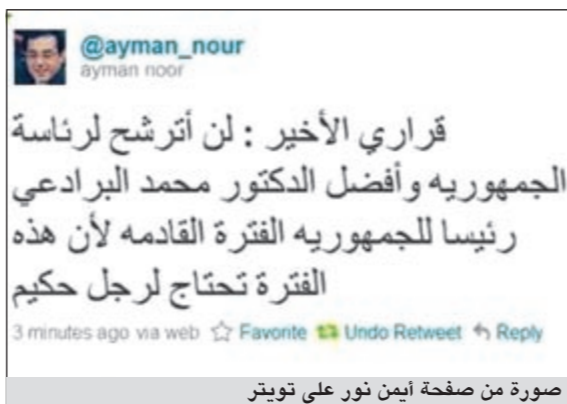 @ayman_nour
ayman noor
قراري الأخير : لن أترشح لرئاسة
الجمهوريه وأفضل الدكتور محمد البرادعي
رئيسا للجمهوريه الفترة القادمه لأن هذه
الفترة تحتاج لرجل حكيم
3 minutes ago via web Favorite Undo Retweet Reply
صورة من صفحة أيمن نور على تويتر